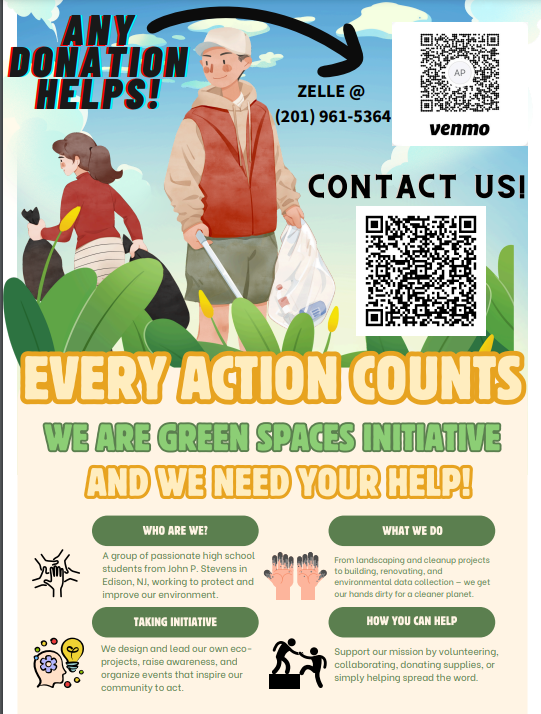 ANY
DONATION
HELPS!
ZELLE @
(201) 961-5364
AP
venmo
CONTACT US!
EVERY ACTION COUNTS
WE ARE GREEN SPACES INITIATIVE
AND WE NEED YOUR HELP!
WHO ARE WE?
A group of passionate high school
students from John P. Stevens in
Edison, NJ, working to protect and
improve our environment.
WHAT WE DO
From landscaping and cleanup projects
to building, renovating, and
environmental data collection – we get
our hands dirty for a cleaner planet.
TAKING INITIATIVE
We design and lead our own eco-
projects, raise awareness, and
organize events that inspire our
community to act.
HOW YOU CAN HELP
Support our mission by volunteering,
collaborating, donating supplies, or
simply helping spread the word.